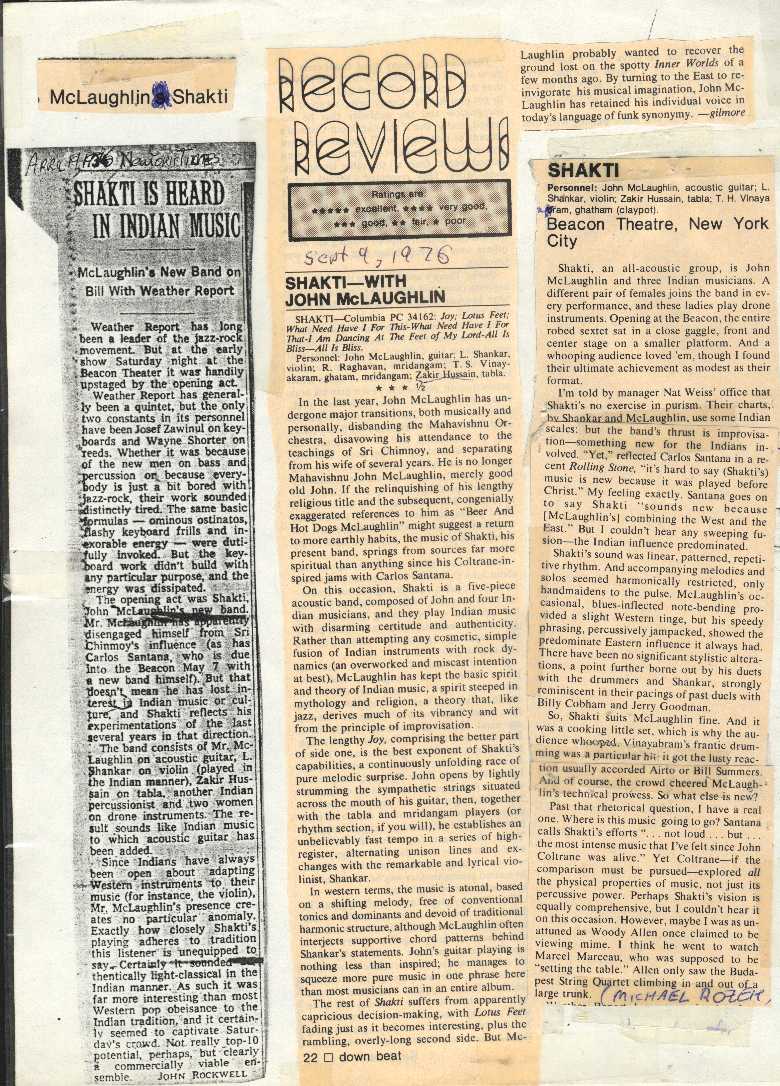 McLaughlin's Shakti
April 1976 New York Times
SHAKTI IS HEARD
IN INDIAN MUSIC
McLaughlin's New Band on
Bill With Weather Report
Weather Report has long
been a leader of the jazz-rock
movement. But at the early
show Saturday night at the
Beacon Theater it was handily
upstaged by the opening act.
Weather Report has general-
ly been a quintet, but the only
two constants in its personnel
have been Josef Zawinul on key-
boards and Wayne Shorter on
reeds. Whether it was because
of the new men on bass and
percussion or because every-
body is just a bit bored with
jazz-rock, their work sounded
distinctly tired. The same basic
formulas — ominous ostinatos,
flashy keyboard frills and in-
exorable energy — were duti-
fully invoked. But the key-
board work didn't build with
any particular purpose, and the
energy was dissipated.
The opening act was Shakti,
John McLaughlin's new band.
Mr. McLaughlin has apparently
disengaged himself from Sri
Chinmoy's influence (as has
Carlos Santana, who is due
into the Beacon May 7 with
a new band himself). But that
doesn't mean he has lost in-
terest in Indian music or cul-
ture, and Shakti reflects his
experimentations of the last
several years in that direction.
The band consists of Mr. Mc-
Laughlin on acoustic guitar, L.
Shankar on violin (played in
the Indian manner), Zakir Hus-
sain on tabla, another Indian
percussionist and two women
on drone instruments. The re-
sult sounds like Indian music
to which acoustic guitar has
been added.
Since Indians have always
been open about adapting
Western instruments to their
music (for instance, the violin),
Mr. McLaughlin's presence cre-
ates no particular anomaly.
Exactly how closely Shakti's
playing adheres to tradition
this listener is unequipped to
say. Certainly it sounded
thentically light-classical in the
Indian manner. As such it was
far more interesting than most
Western pop obeisance to the
Indian tradition, and it certain-
ly seemed to captivate Satur-
day's crowd. Not really top-10
potential, perhaps, but clearly
a commercially viable en-
semble. JOHN ROCKWELL
RECORD
REVIEWS
Ratings are
★★★★★ excellent, ★★★★ very good,
★★★ good, ★★ fair, ★ poor
Sept 9, 1976
SHAKTI—WITH
JOHN McLAUGHLIN
SHAKTI—Columbia PC 34162: Joy; Lotus Feet;
What Need Have I For This-What Need Have I For
That-I Am Dancing At The Feet of My Lord-All Is
Bliss—All Is Bliss.
Personnel: John McLaughlin, guitar; L. Shankar,
violin; R. Raghavan, mridangam; T. S. Vinay-
akaram, ghatam, mridangam; Zakir Hussain, tabla.
★ ★ ★ ½
In the last year, John McLaughlin has un-
dergone major transitions, both musically and
personally, disbanding the Mahavishnu Or-
chestra, disavowing his attendance to the
teachings of Sri Chimnoy, and separating
from his wife of several years. He is no longer
Mahavishnu John McLaughlin, merely good
old John. If the relinquishing of his lengthy
religious title and the subsequent, congenially
exaggerated references to him as "Beer And
Hot Dogs McLaughlin" might suggest a return
to more earthly habits, the music of Shakti, his
present band, springs from sources far more
spiritual than anything since his Coltrane-in-
spired jams with Carlos Santana.
On this occasion, Shakti is a five-piece
acoustic band, composed of John and four In-
dian musicians, and they play Indian music
with disarming certitude and authenticity.
Rather than attempting any cosmetic, simple
fusion of Indian instruments with rock dy-
namics (an overworked and miscast intention
at best), McLaughlin has kept the basic spirit
and theory of Indian music, a spirit steeped in
mythology and religion, a theory that, like
jazz, derives much of its vibrancy and wit
from the principle of improvisation.
The lengthy Joy, comprising the better part
of side one, is the best exponent of Shakti's
capabilities, a continuously unfolding race of
pure melodic surprise. John opens by lightly
strumming the sympathetic strings situated
across the mouth of his guitar, then, together
with the tabla and mridangam players (or
rhythm section, if you will), he establishes an
unbelievably fast tempo in a series of high-
register, alternating unison lines and ex-
changes with the remarkable and lyrical vio-
linist, Shankar.
In western terms, the music is atonal, based
on a shifting melody, free of conventional
tonics and dominants and devoid of traditional
harmonic structure, although McLaughlin often
interjects supportive chord patterns behind
Shankar's statements. John's guitar playing is
nothing less than inspired; he manages to
squeeze more pure music in one phrase here
than most musicians can in an entire album.
The rest of Shakti suffers from apparently
capricious decision-making, with Lotus Feet
fading just as it becomes interesting, plus the
rambling, overly-long second side. But Mc-
22 □ down beat
Laughlin probably wanted to recover the
ground lost on the spotty Inner Worlds of a
few months ago. By turning to the East to re-
invigorate his musical imagination, John Mc-
Laughlin has retained his individual voice in
today's language of funk synonymy. —gilmore
SHAKTI
Personnel: John McLaughlin, acoustic guitar; L.
Shankar, violin; Zakir Hussain, tabla; T. H. Vinaya
gram, ghatham (claypot).
Beacon Theatre, New York
City
Shakti, an all-acoustic group, is John
McLaughlin and three Indian musicians. A
different pair of females joins the band in ev-
ery performance, and these ladies play drone
instruments. Opening at the Beacon, the entire
robed sextet sat in a close gaggle, front and
center stage on a smaller platform. And a
whooping audience loved 'em, though I found
their ultimate achievement as modest as their
format.
I'm told by manager Nat Weiss' office that
Shakti's no exercise in purism. Their charts,
by Shankar and McLaughlin, use some Indian
scales; but the band's thrust is improvisa-
tion—something new for the Indians in-
volved. "Yet," reflected Carlos Santana in a re-
cent Rolling Stone, "it's hard to say (Shakti's)
music is new because it was played before
Christ." My feeling exactly. Santana goes on
to say Shakti "sounds new because
[McLaughlin's] combining the West and the
East." But I couldn't hear any sweeping fu-
sion—the Indian influence predominated.
Shakti's sound was linear, patterned, repeti-
tive rhythm. And accompanying melodies and
solos seemed harmonically restricted, only
handmaidens to the pulse. McLaughlin's oc-
casional, blues-inflected note-bending pro-
vided a slight Western tinge, but his speedy
phrasing, percussively jampacked, showed the
predominate Eastern influence it always had.
There have been no significant stylistic altera-
tions, a point further borne out by his duets
with the drummers and Shankar, strongly
reminiscent in their pacings of past duels with
Billy Cobham and Jerry Goodman.
So, Shakti suits McLaughlin fine. And it
was a cooking little set, which is why the au-
dience whooped. Vinayabram's frantic drum-
ming was a particular hit: it got the lusty reac-
tion usually accorded Airto or Bill Summers.
And of course, the crowd cheered McLaugh-
lin's technical prowess. So what else is new?
Past that rhetorical question, I have a real
one. Where is this music going to go? Santana
calls Shakti's efforts ". . . not loud . . . but . . .
the most intense music that I've felt since John
Coltrane was alive." Yet Coltrane—if the
comparison must be pursued—explored all
the physical properties of music, not just its
percussive power. Perhaps Shakti's vision is
equally comprehensive, but I couldn't hear it
on this occasion. However, maybe I was as un-
attuned as Woody Allen once claimed to be
viewing mime. I think he went to watch
Marcel Marceau, who was supposed to be
"setting the table." Allen only saw the Buda-
pest String Quartet climbing in and out of a
large trunk. (MICHAEL ROZEK,